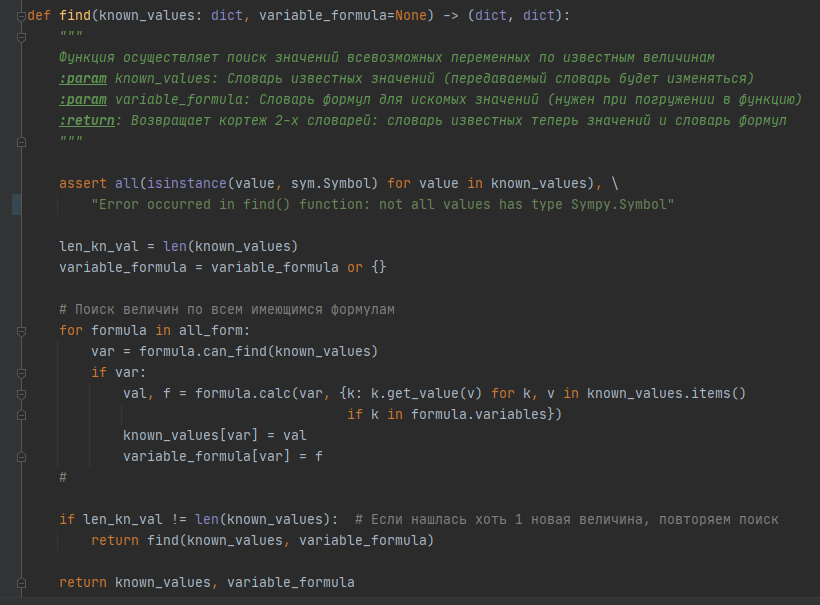 def find(known_values: dict, variable_formula=None) -> (dict, dict):
    """
    Функция осуществляет поиск значений всевозможных переменных по известным величинам
    :param known_values: Словарь известных значений (передаваемый словарь будет изменяться)
    :param variable_formula: Словарь формул для искомых значений (нужен при погружении в функцию)
    :return: Возвращает кортеж 2-х словарей: словарь известных теперь значений и словарь формул
    """
    assert all(isinstance(value, sym.Symbol) for value in known_values), \
        "Error occurred in find() function: not all values has type Sympy.Symbol"
    len_kn_val = len(known_values)
    variable_formula = variable_formula or {}
    # Поиск величин по всем имеющимся формулам
    for formula in all_form:
        var = formula.can_find(known_values)
        if var:
            val, f = formula.calc(var, {k: k.get_value(v) for k, v in known_values.items()
                                        if k in formula.variables})
            known_values[var] = val
            variable_formula[var] = f
    #
    if len_kn_val != len(known_values):  # Если нашлась хоть 1 новая величина, повторяем поиск
        return find(known_values, variable_formula)
    return known_values, variable_formula